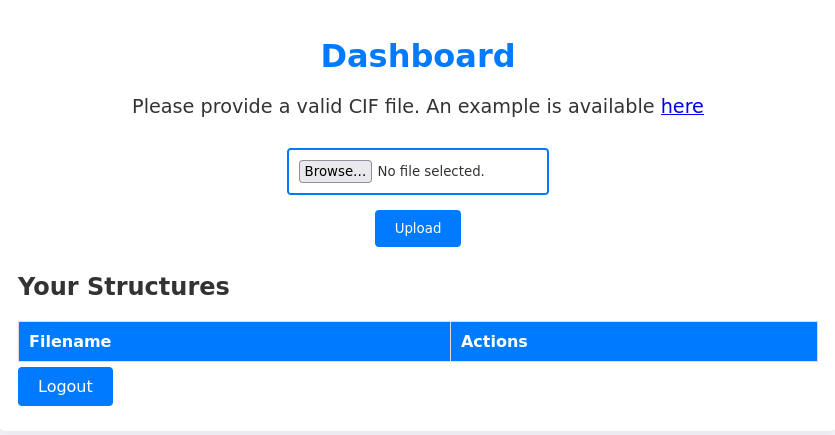 Dashboard
Please provide a valid CIF file. An example is available here
Browse... No file selected.
Upload
Your Structures
Filename Actions
Logout